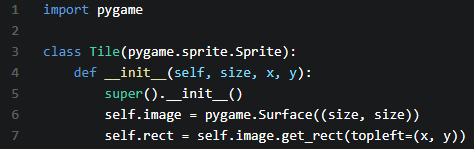 1 import pygame
2
3 class Tile(pygame.sprite.Sprite):
4     def __init__(self, size, x, y):
5         super().__init__()
6         self.image = pygame.Surface((size, size))
7         self.rect = self.image.get_rect(topleft=(x, y))